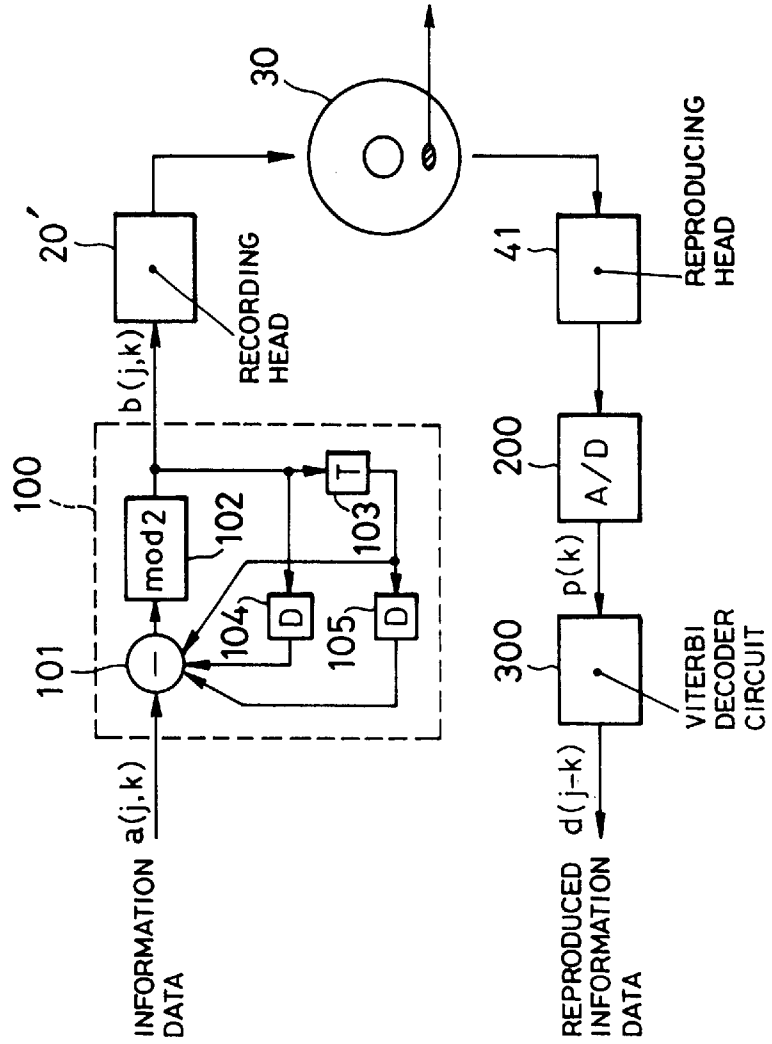 INFORMATION
DATA
a(j,k)
100
101
mod2
102
T
103
D
104
D
105
b(j,k)
20'
RECORDING
HEAD
30
REPRODUCED
INFORMATION
DATA
d(j-k)
300
VITERBI
DECODER
CIRCUIT
p(k)
200
A/D
41
REPRODUCING
HEAD